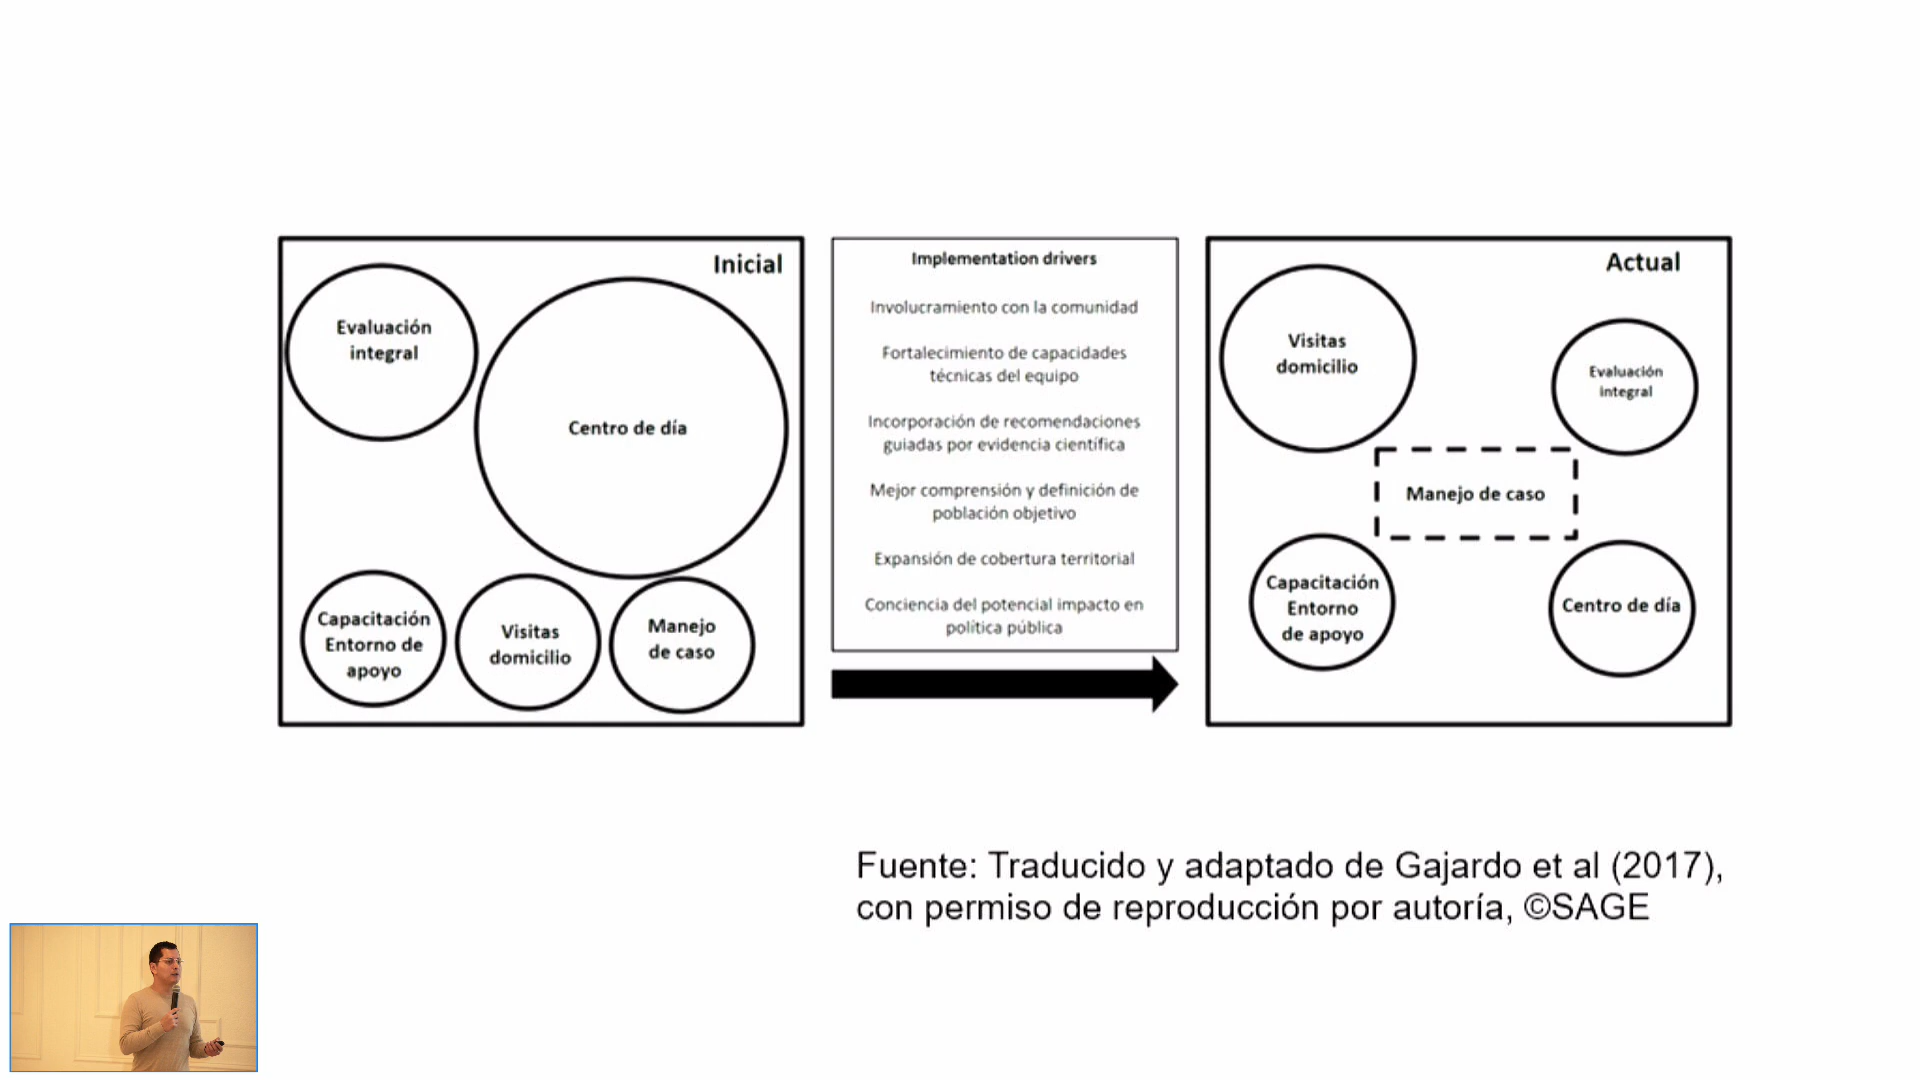 Inicial
Evaluación
integral
Centro de día
Capacitación
Entorno de
apoyo
Visitas
domicilio
Manejo
de caso
Implementation drivers
Involucramiento con la comunidad
Fortalecimiento de capacidades
técnicas del equipo
Incorporación de recomendaciones
guiadas por evidencia científica
Mejor comprensión y definición de
población objetivo
Expansión de cobertura territorial
Conciencia del potencial impacto en
política pública
Actual
Visitas
domicilio
Evaluación
integral
Manejo de caso
Capacitación
Entorno
de apoyo
Centro de día
Fuente: Traducido y adaptado de Gajardo et al (2017),
con permiso de reproducción por autoría, ©SAGE